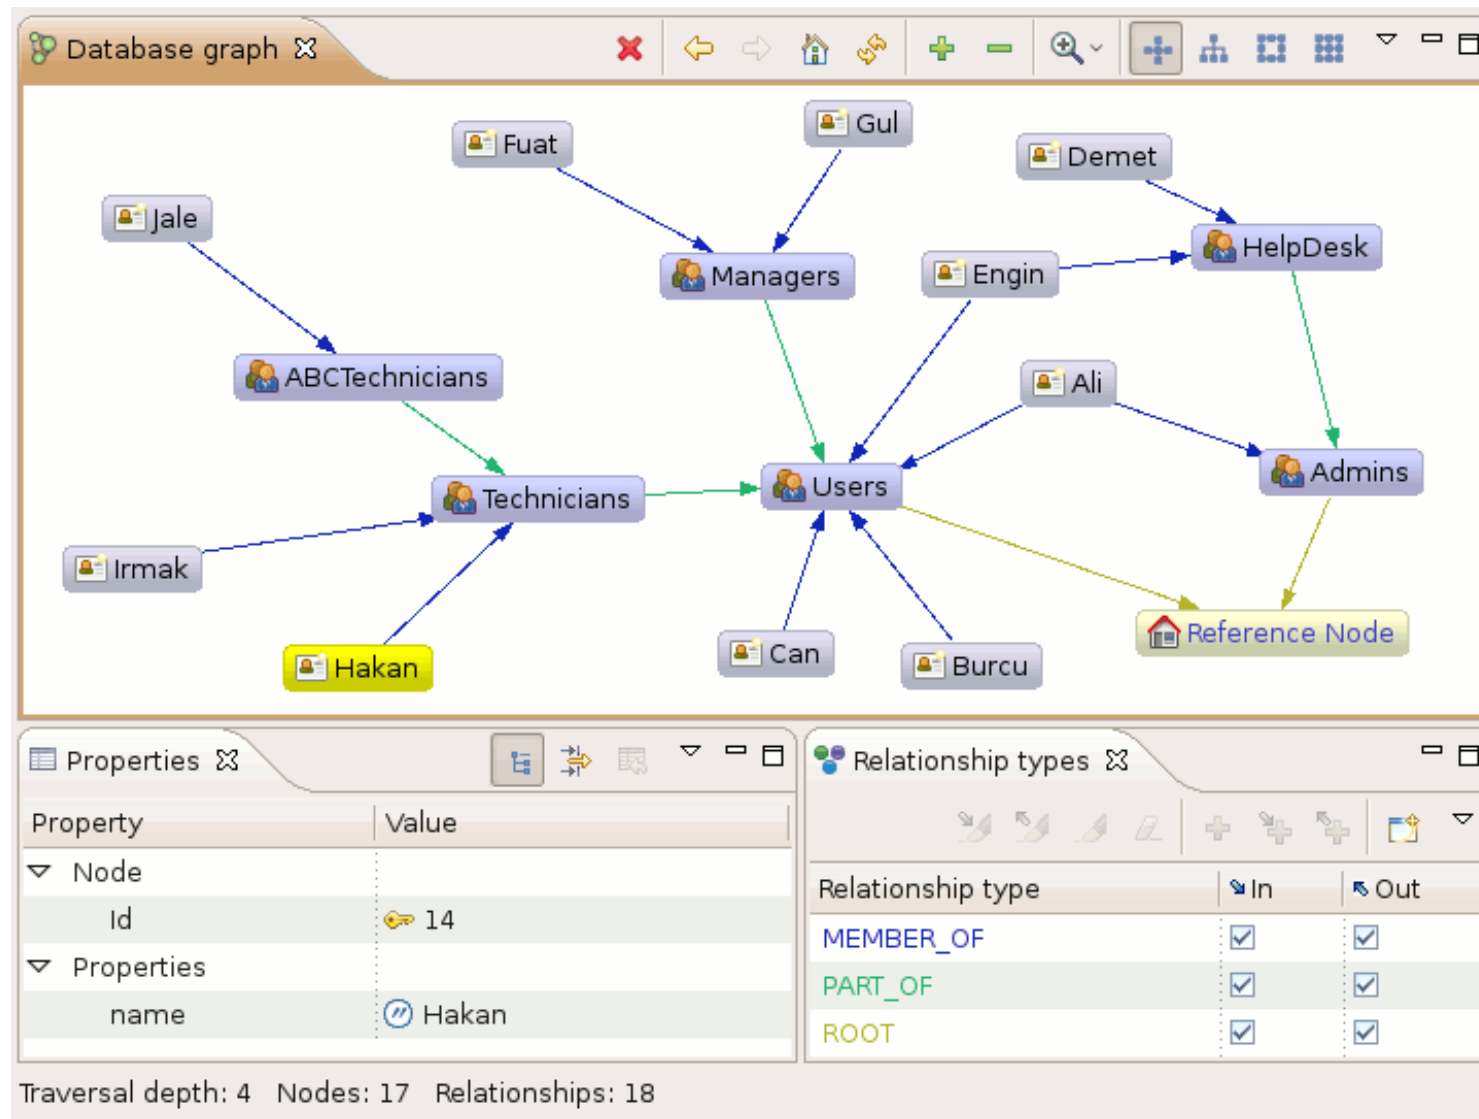 Database graph
Fuat
Gul
Demet
Jale
HelpDesk
Managers
Engin
ABCTechnicians
Ali
Technicians
Users
Admins
Irmak
Reference Node
Hakan
Can
Burcu
Properties
Property Value
Node
Id 14
Properties
name Hakan
Relationship types
Relationship type In Out
MEMBER_OF
PART_OF
ROOT
Traversal depth: 4 Nodes: 17 Relationships: 18